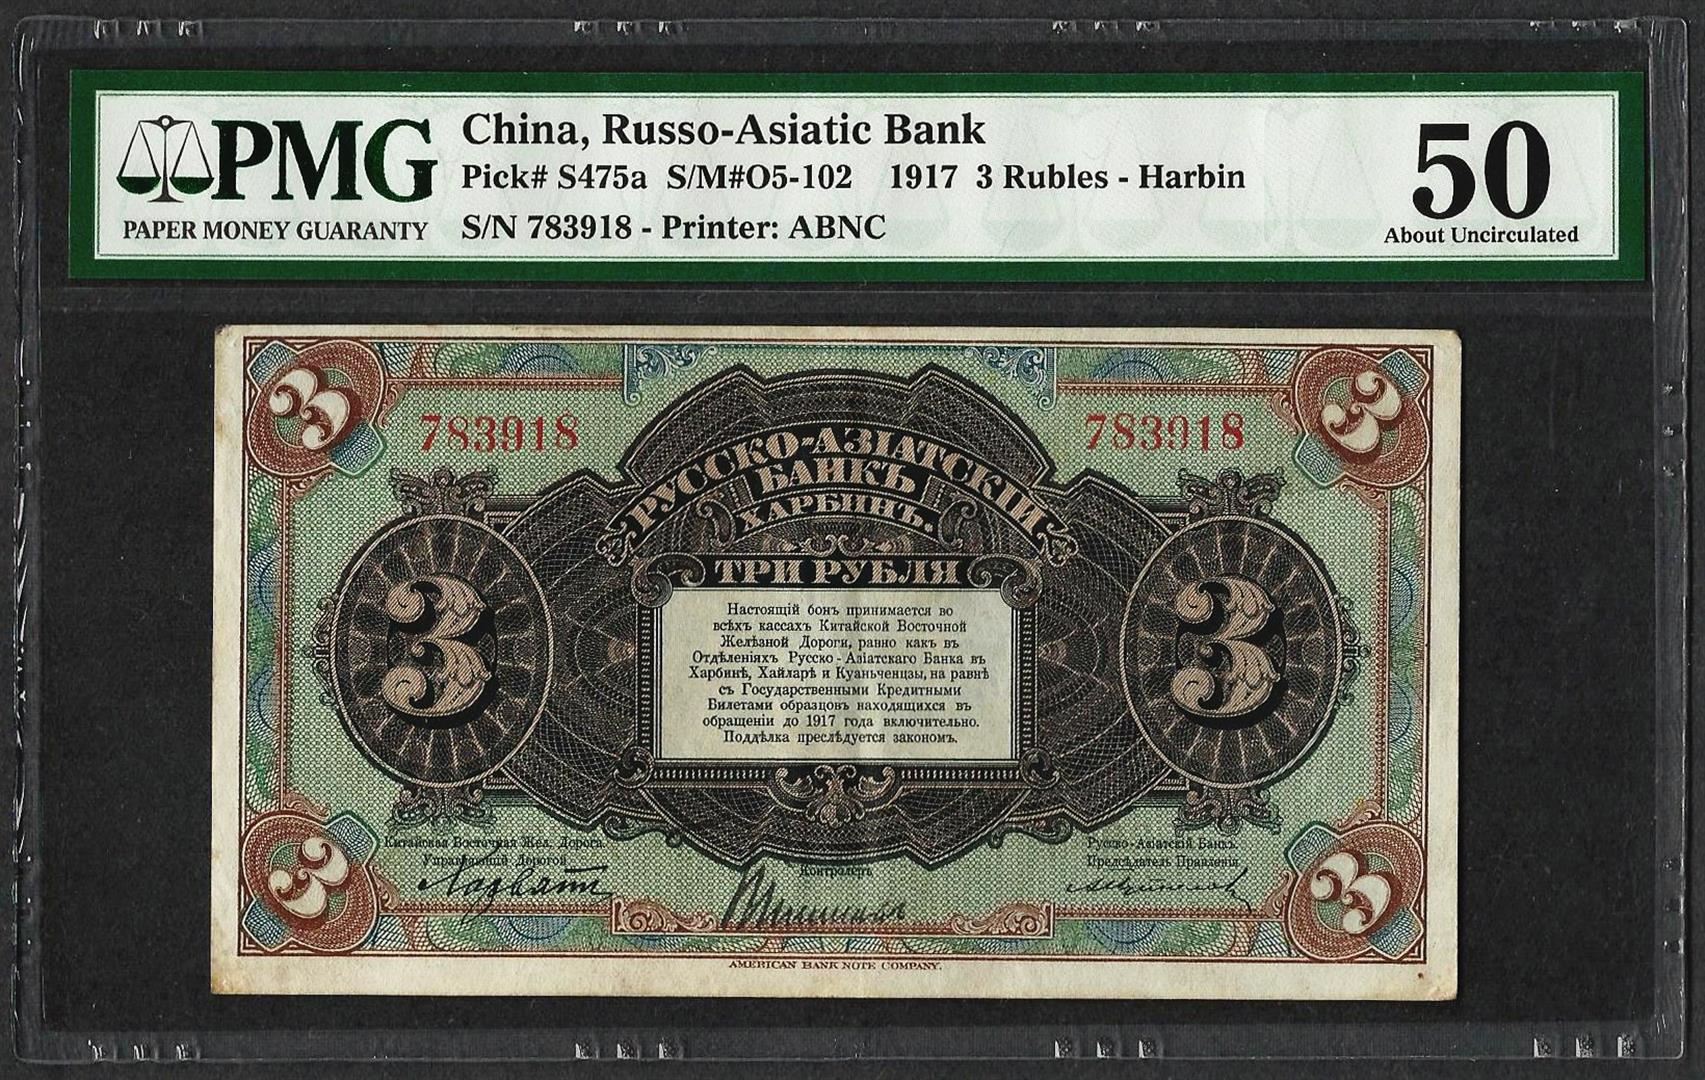 PMG
PAPER MONEY GUARANTY
China, Russo-Asiatic Bank
Pick# S475a S/M#O5-102 1917 3 Rubles - Harbin
S/N 783918 - Printer: ABNC
50
About Uncirculated
3
3
783918
783918
РУССКО-АЗІАТСКИ
БАНКЪ
ХАРБИНЪ.
ТРИ РУБЛЯ
3
3
Настоящій бонъ принимается во
всѣхъ кассахъ Китайской Восточной
Желѣзной Дороги, равно какъ въ
Отдѣленіяхъ Русско-Азіатскаго Банка въ
Харбинѣ, Хайларѣ и Куаньченцзы, на равнѣ
съ Государственными Кредитными
Билетами образцовъ находящихся въ
обращеніи до 1917 года включительно.
Поддѣлка преслѣдуется закономъ.
Китайская Восточная Жел. Дорога.
Управляющій Дорогой
Контролеръ
Русско-Азіатскій Банкъ.
Предсѣдатель Правленія
3
3
AMERICAN BANK NOTE COMPANY.